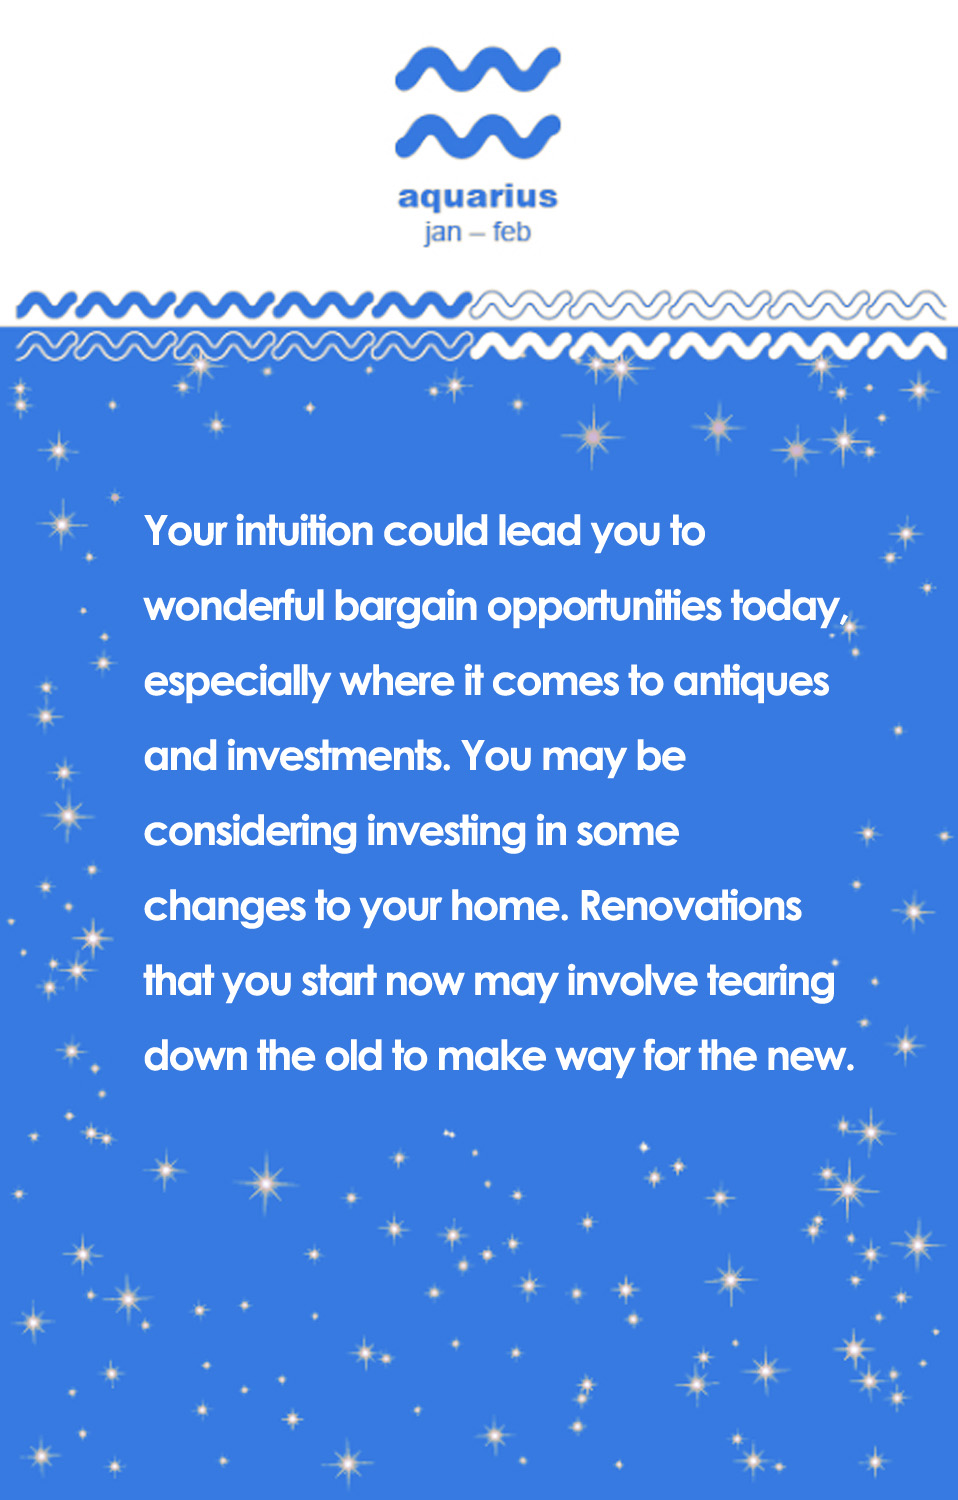 aquarius
jan – feb
Your intuition could lead you to
wonderful bargain opportunities today,
especially where it comes to antiques
and investments. You may be
considering investing in some
changes to your home. Renovations
that you start now may involve tearing
down the old to make way for the new.